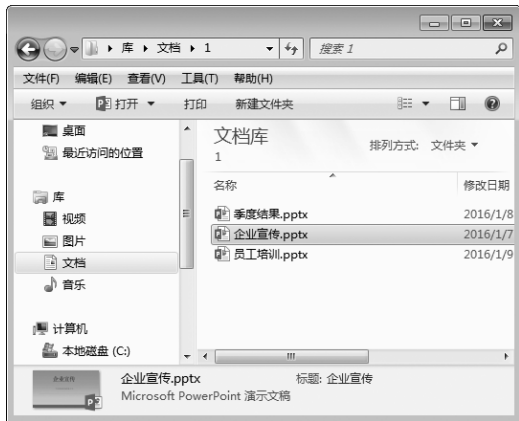 库 ▸ 文档 ▸ 1
搜索 1
文件(F) 编辑(E) 查看(V) 工具(T) 帮助(H)
组织 打开 打印 新建文件夹
桌面
最近访问的位置
库
视频
图片
文档
音乐
计算机
本地磁盘 (C:)
文档库
1
排列方式: 文件夹
名称 修改日期
季度结果.pptx 2016/1/8
企业宣传.pptx 2016/1/7
员工培训.pptx 2016/1/9
企业宣传
企业宣传.pptx 标题: 企业宣传
Microsoft PowerPoint 演示文稿